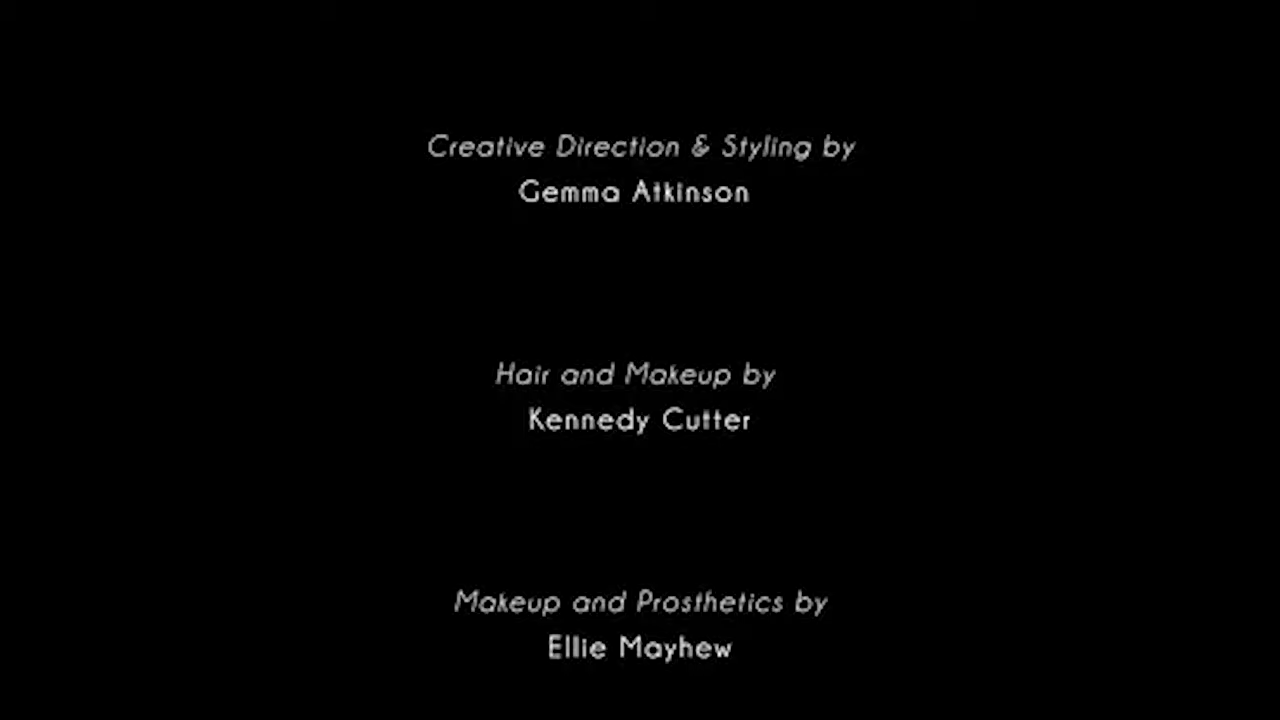 Creative Direction & Styling by
Gemma Atkinson
Hair and Makeup by
Kennedy Cutter
Makeup and Prosthetics by
Ellie Mayhew